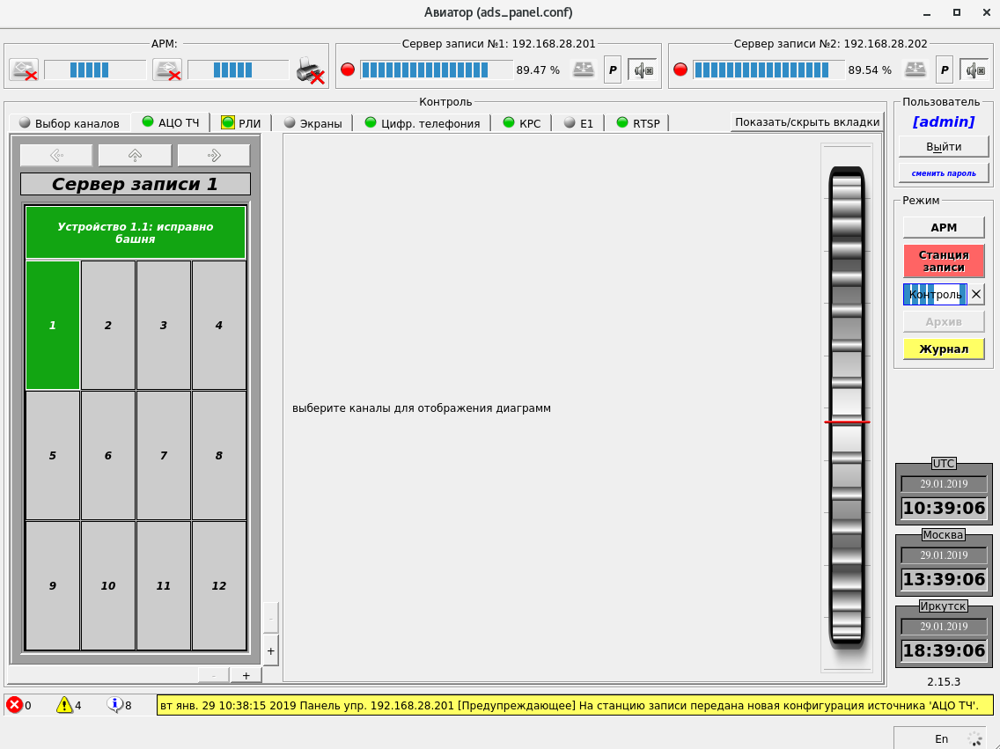 Авиатор (ads_panel.conf)
АРМ:
Сервер записи №1: 192.168.28.201
89.47 %
P
Сервер записи №2: 192.168.28.202
89.54 %
P
Контроль
Выбор каналов
АЦО ТЧ
РЛИ
Экраны
Цифр. телефония
КРС
E1
RTSP
Показать/скрыть вкладки
Сервер записи 1
Устройство 1.1: исправно
башня
1
2
3
4
5
6
7
8
9
10
11
12
-
+
-
+
выберите каналы для отображения диаграмм
Пользователь
[admin]
Выйти
сменить пароль
Режим
АРМ
Станция
записи
Контроль
Архив
Журнал
UTC
29.01.2019
10:39:06
Москва
29.01.2019
13:39:06
Иркутск
29.01.2019
18:39:06
2.15.3
0
4
8
вт янв. 29 10:38:15 2019 Панель упр. 192.168.28.201 [Предупреждающее] На станцию записи передана новая конфигурация источника 'АЦО ТЧ'.
En